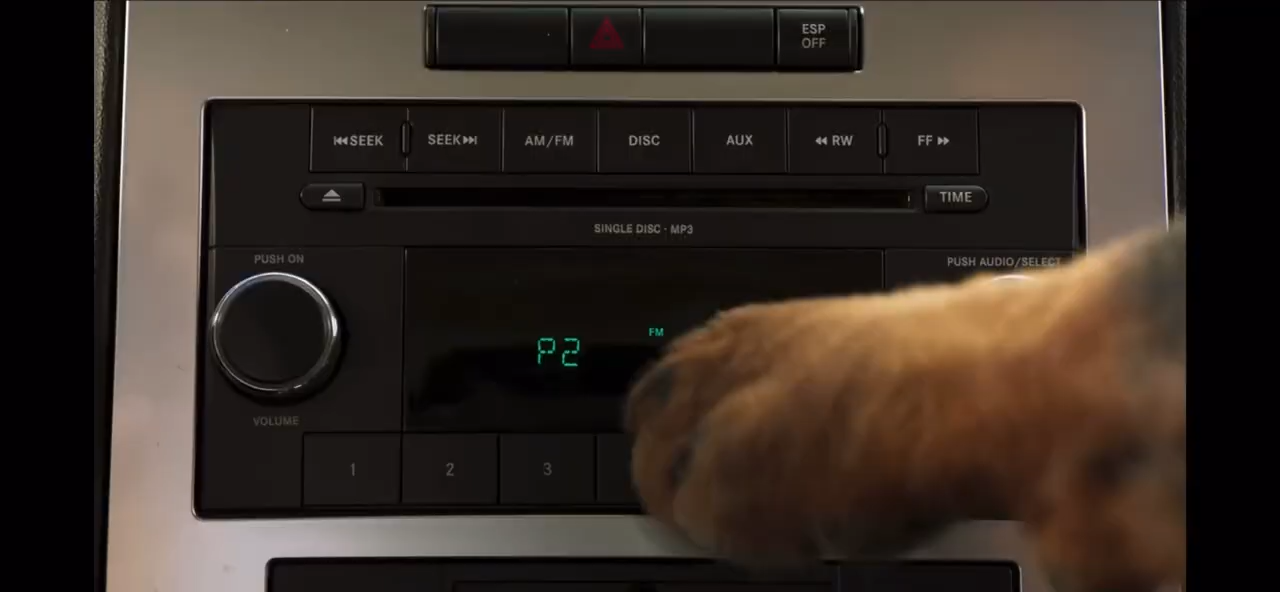 ESP
OFF
SEEK
SEEK
AM/FM
DISC
AUX
RW
FF
TIME
SINGLE DISC · MP3
PUSH ON
PUSH AUDIO/SELECT
FM
P2
VOLUME
1
2
3